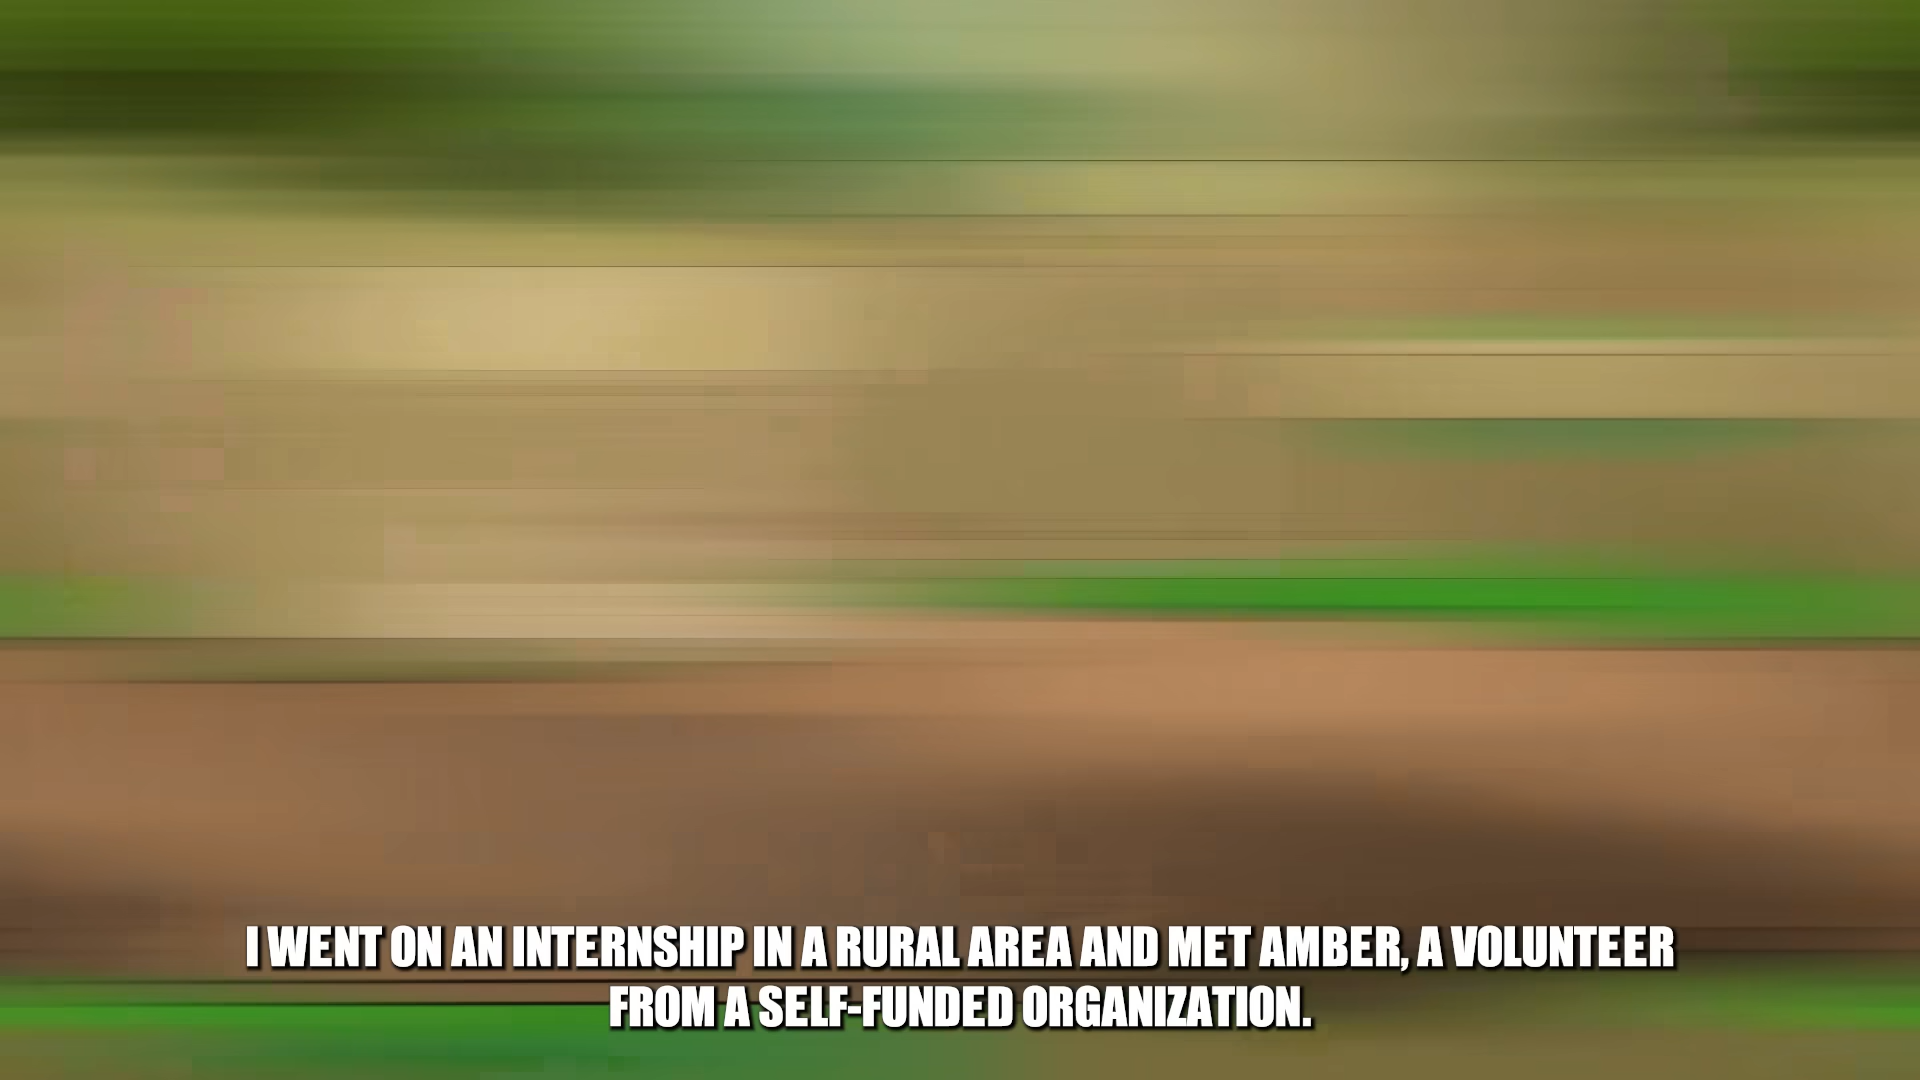 I WENT ON AN INTERNSHIP IN A RURAL AREA AND MET AMBER, A VOLUNTEER
FROM A SELF-FUNDED ORGANIZATION.